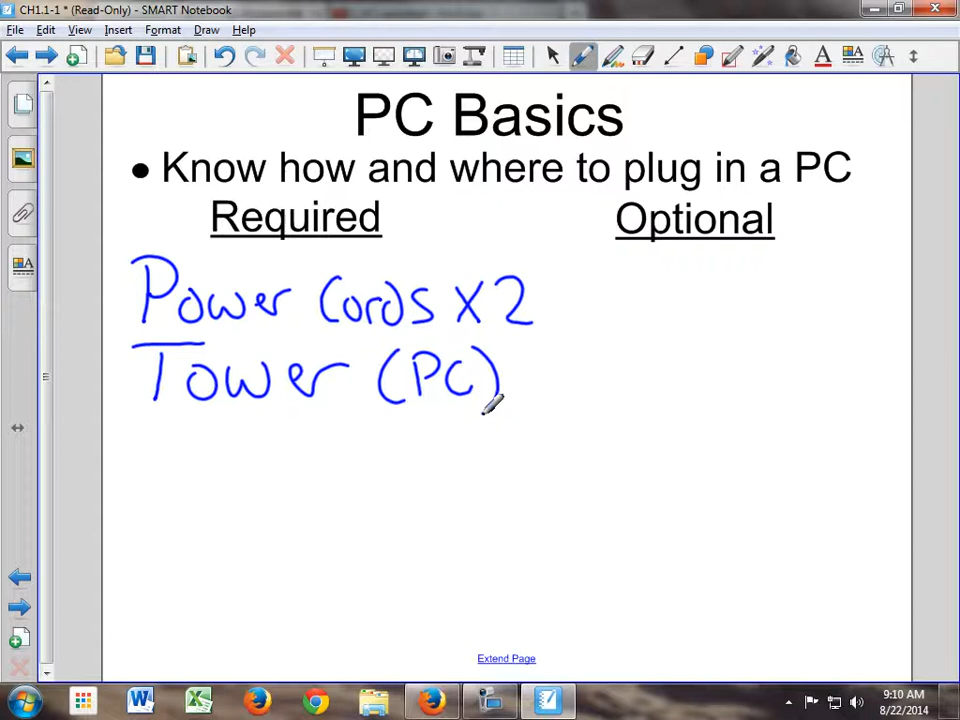 CH1.1-1 * (Read-Only) - SMART Notebook
File Edit View Insert Format Draw Help
PC Basics
• Know how and where to plug in a PC
Required Optional
Power Cords x 2
Tower (PC)
Extend Page
9:10 AM
8/22/2014